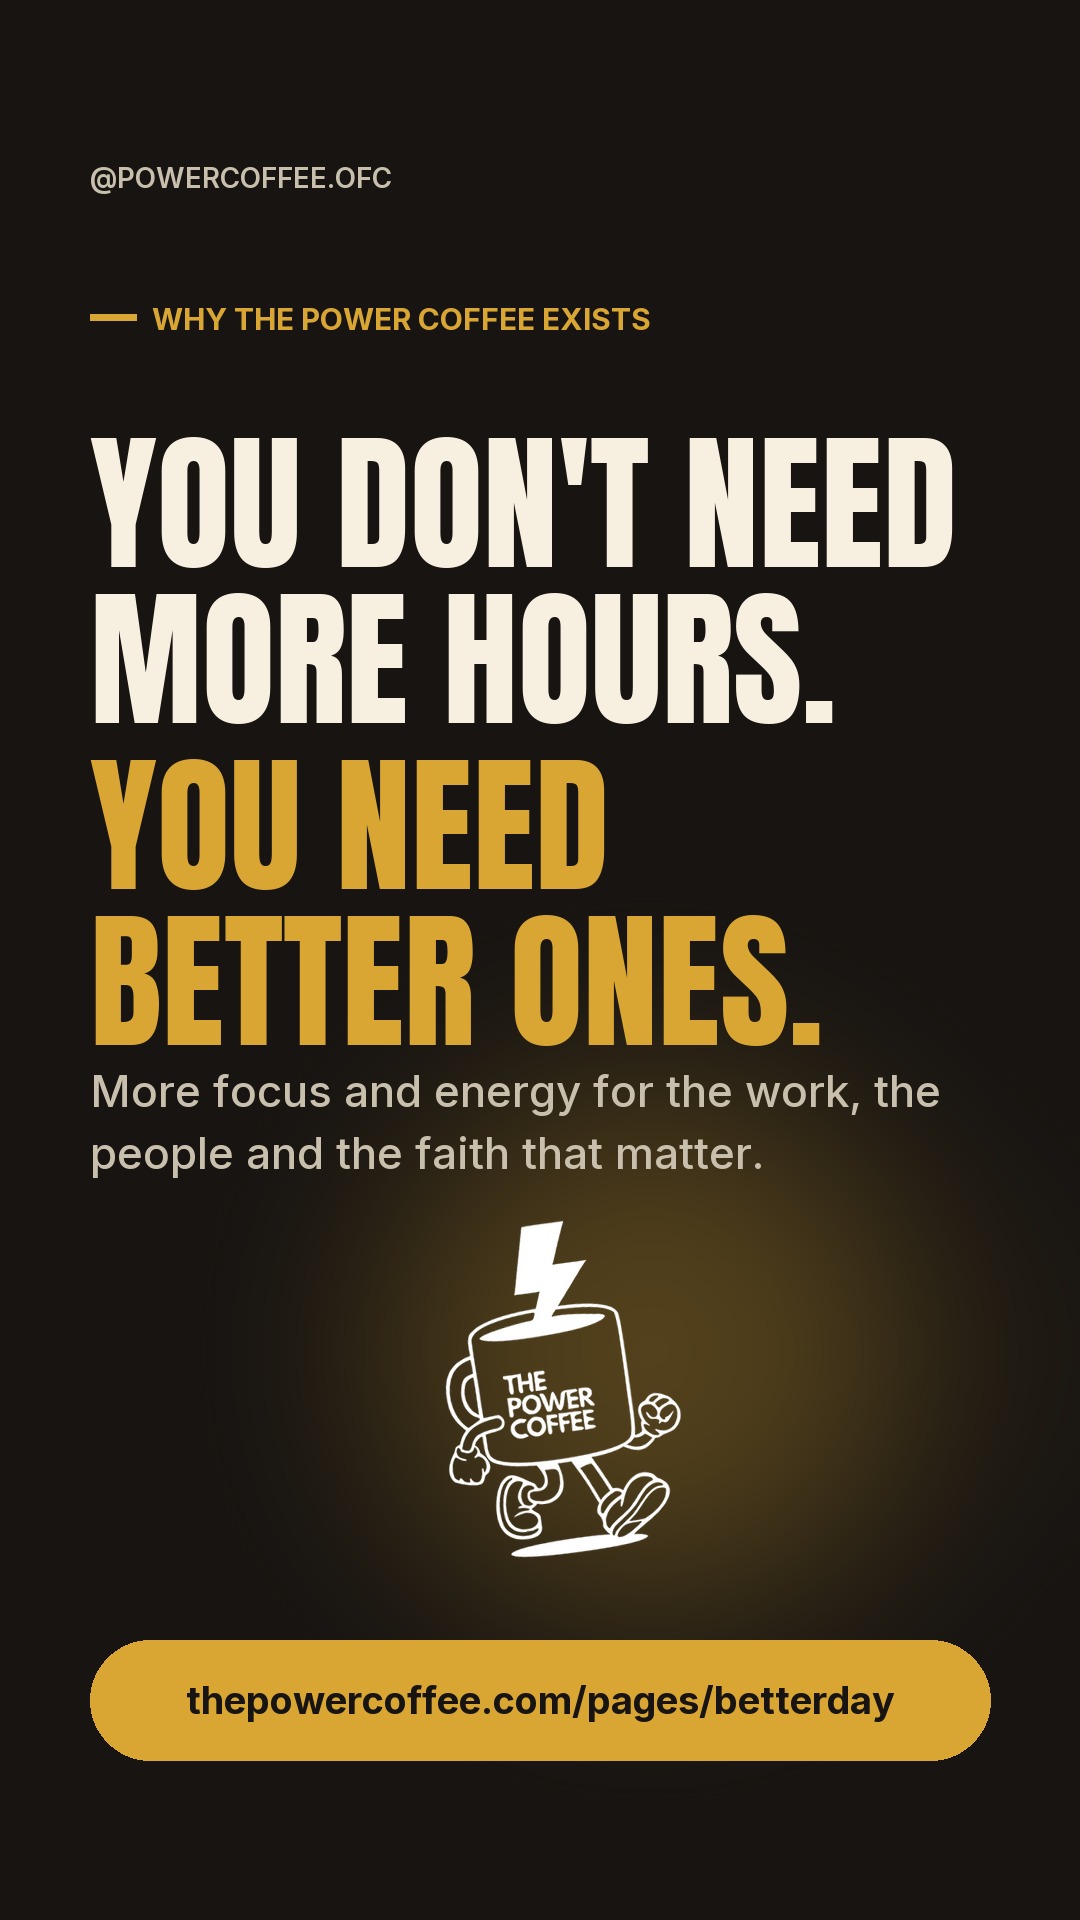 @POWERCOFFEE.OFC
WHY THE POWER COFFEE EXISTS
YOU DON'T NEED
MORE HOURS.
YOU NEED
BETTER ONES.
More focus and energy for the work, the
people and the faith that matter.
THE
POWER
COFFEE
thepowercoffee.com/pages/betterday